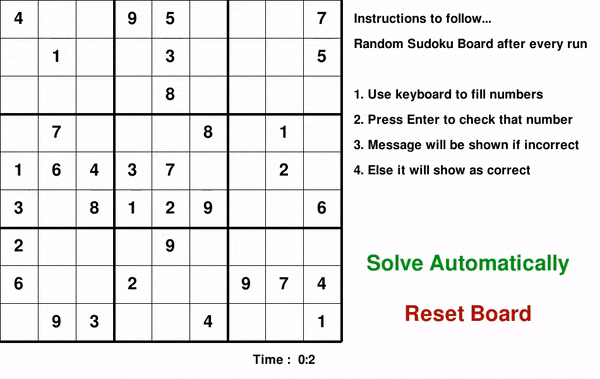 4 9 5 7
1 3 5
8
7 8 1
1 6 4 3 7 2
3 8 1 2 9 6
2 9
6 2 9 7 4
9 3 4 1
Instructions to follow...
Random Sudoku Board after every run
1. Use keyboard to fill numbers
2. Press Enter to check that number
3. Message will be shown if incorrect
4. Else it will show as correct
Solve Automatically
Reset Board
Time : 0:2